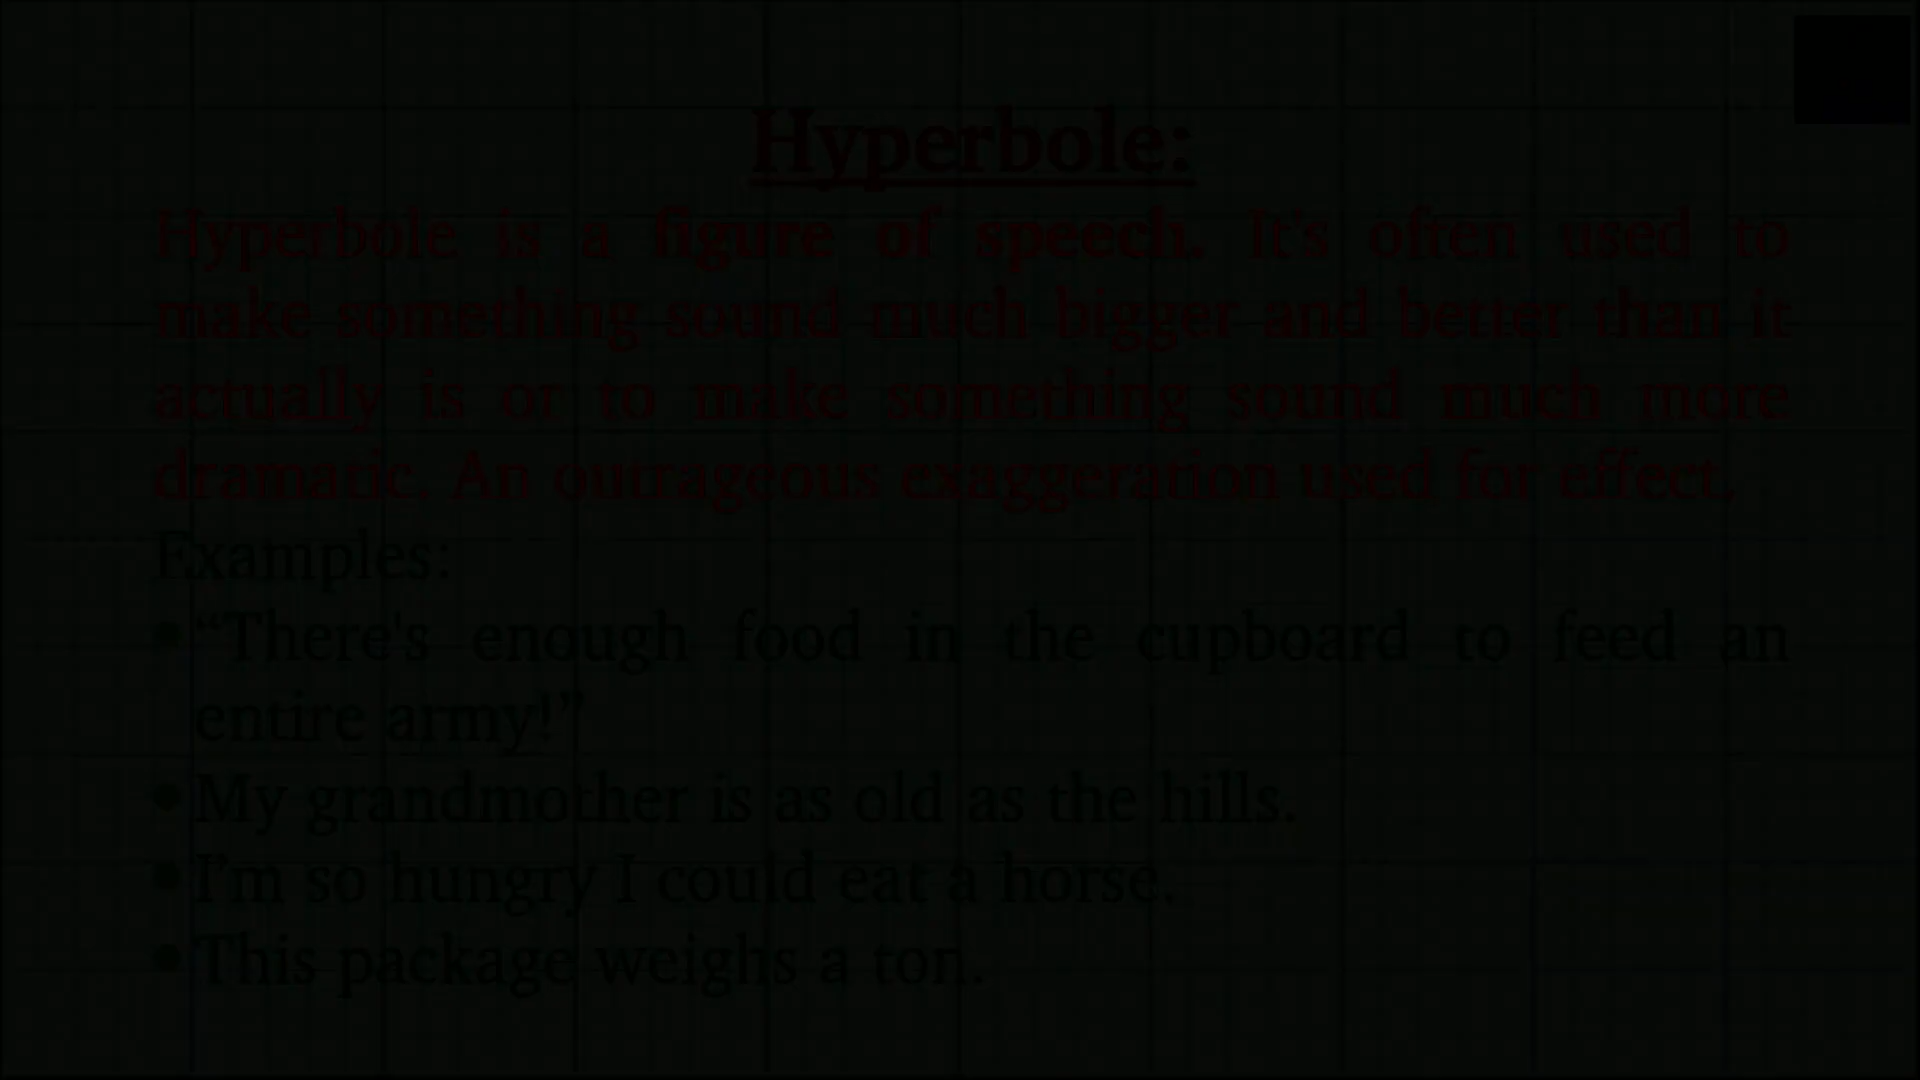 Hyperbole:
Hyperbole is a figure of speech. It's often used to
make something sound much bigger and better than it
actually is or to make something sound much more
dramatic. An outrageous exaggeration used for effect.
Examples:
• “There's enough food in the cupboard to feed an
entire army!”
• My grandmother is as old as the hills.
• I'm so hungry I could eat a horse.
• This package weighs a ton.